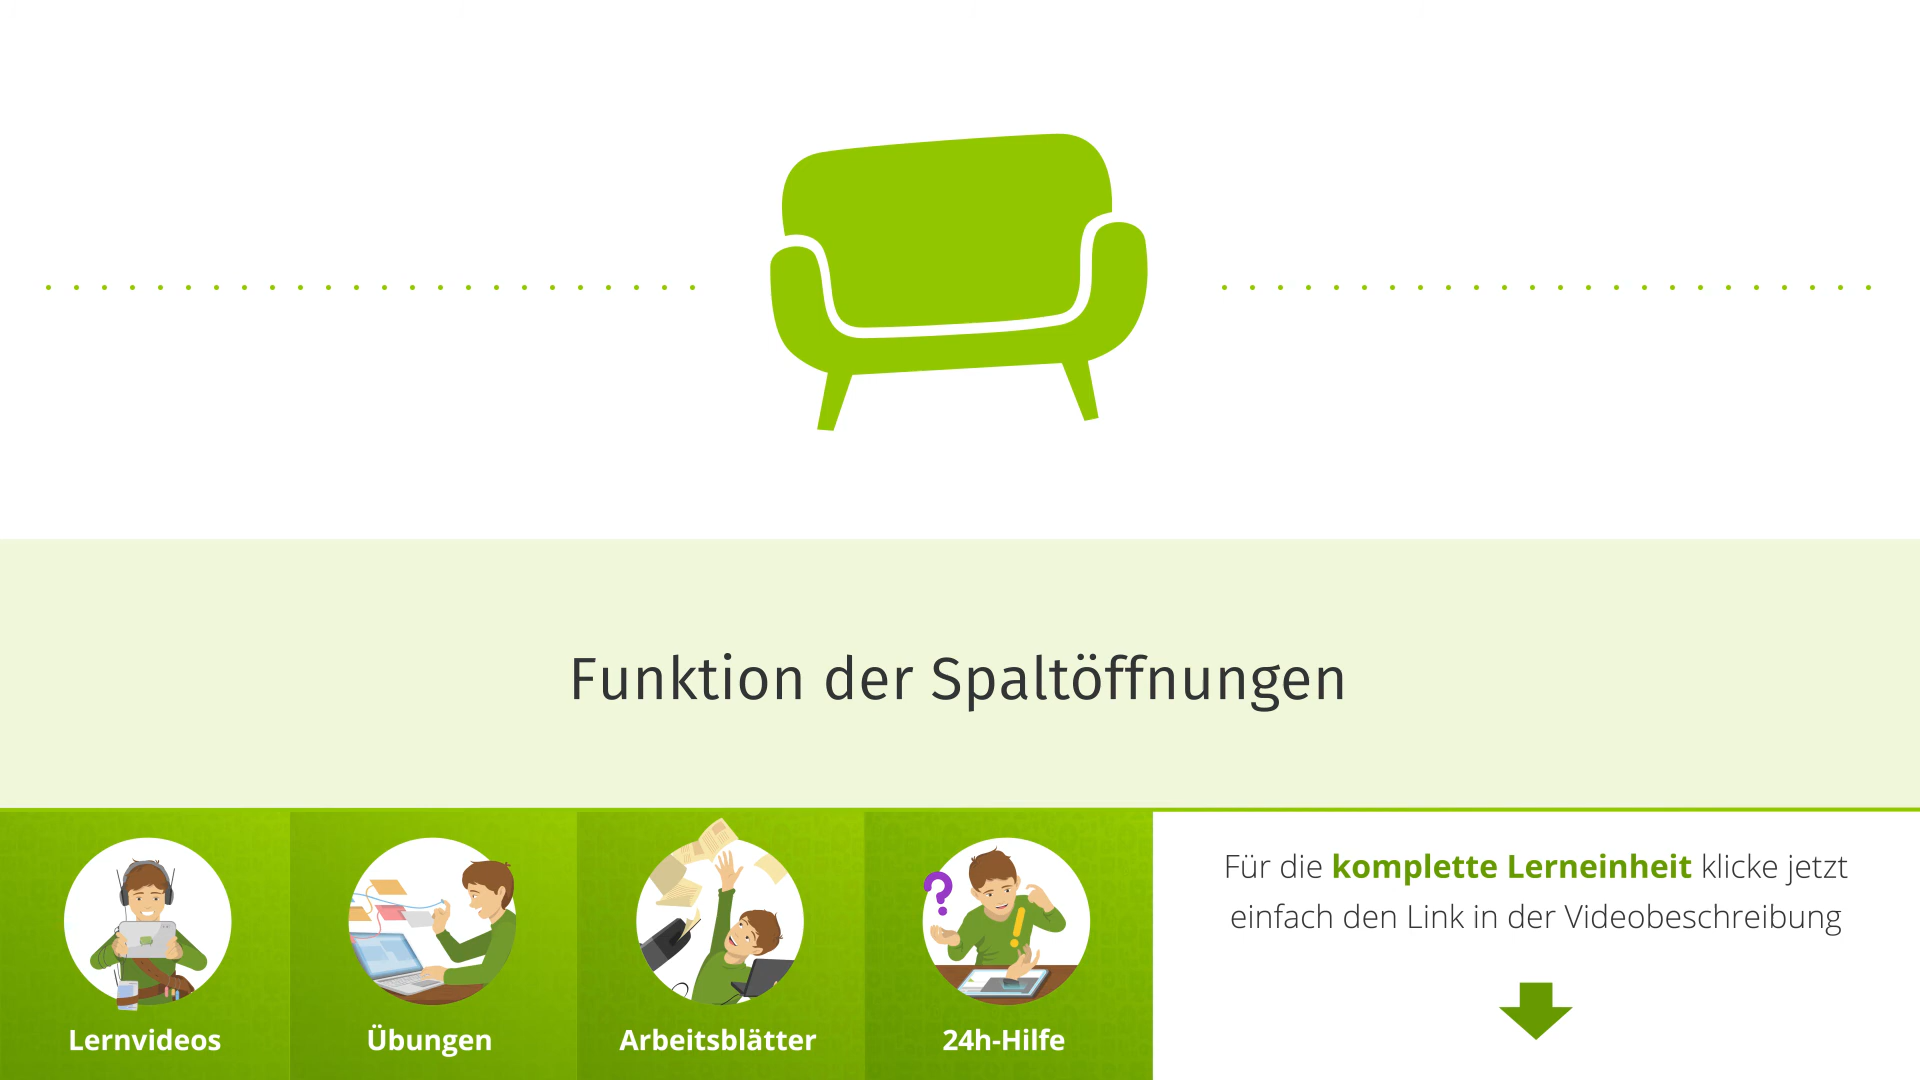 Funktion der Spaltöffnungen
Lernvideos
Übungen
Arbeitsblätter
24h-Hilfe
Für die komplette Lerneinheit klicke jetzt
einfach den Link in der Videobeschreibung